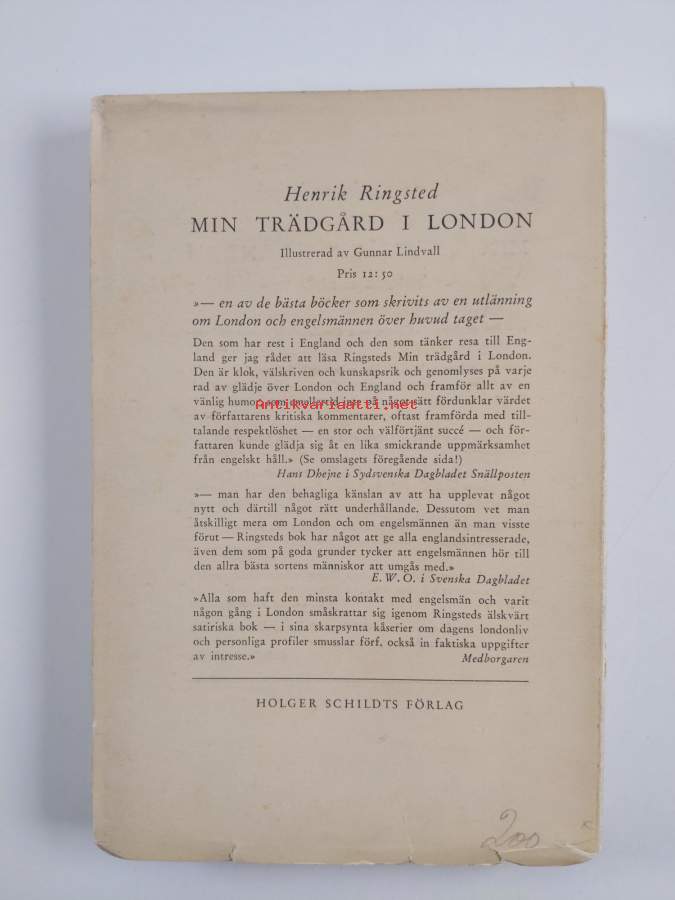 Henrik Ringsted
MIN TRÄDGÅRD I LONDON
Illustrerad av Gunnar Lindvall
Pris 12:50
»— en av de bästa böcker som skrivits av en utlänning
om London och engelsmännen över huvud taget —
Den som har rest i England och den som tänker resa till Eng-
land ger jag rådet att läsa Ringsteds Min trädgård i London.
Den är klok, välskriven och kunskapsrik och genomlyses på varje
rad av glädje över London och England och framför allt av en
vänlig humor, som emellertid inte på något sätt fördunklar värdet
Antikvariaatti.net
av författarens kritiska kommentarer, oftast framförda med till-
talande respektlöshet — en stor och välförtjänt succé — och för-
fattaren kunde glädja sig åt en lika smickrande uppmärksamhet
från engelskt håll.» (Se omslagets föregående sida!)
Hans Dhejne i Sydsvenska Dagbladet Snällposten
»— man har den behagliga känslan av att ha upplevat något
nytt och därtill något rätt underhållande. Dessutom vet man
åtskilligt mera om London och om engelsmännen än man visste
förut — Ringsteds bok har något att ge alla englandsintresserade,
även dem som på goda grunder tycker att engelsmännen hör till
den allra bästa sortens människor att umgås med.»
E. W. O. i Svenska Dagbladet
»Alla som haft den minsta kontakt med engelsmän och varit
någon gång i London småskrattar sig igenom Ringsteds älskvärt
satiriska bok — i sina skarpsynta kåserier om dagens londonliv
och personliga profiler smusslar förf. också in faktiska uppgifter
av intresse.» Medborgaren
HOLGER SCHILDTS FÖRLAG
200